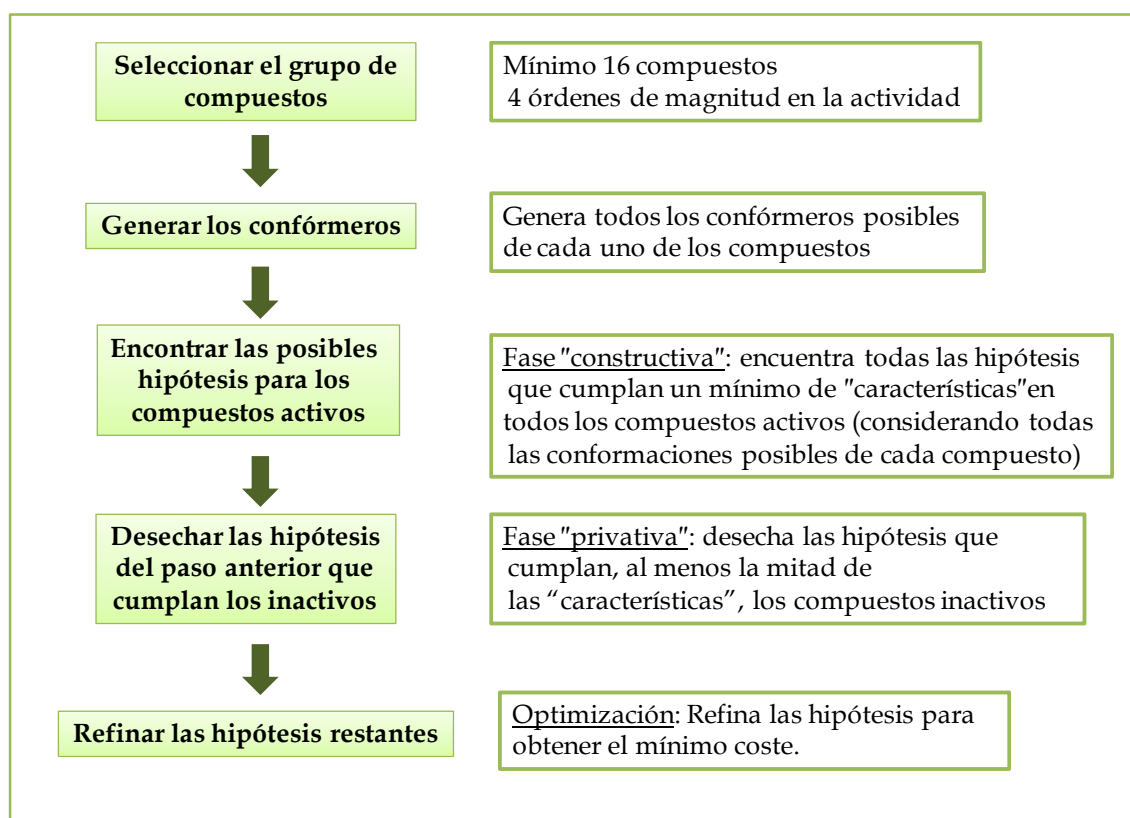 Seleccionar el grupo de
compuestos
Mínimo 16 compuestos
4 órdenes de magnitud en la actividad
Generar los confórmeros
Genera todos los confórmeros posibles
de cada uno de los compuestos
Encontrar las posibles
hipótesis para los
compuestos activos
Fase "constructiva": encuentra todas las hipótesis
que cumplan un mínimo de "características"en
todos los compuestos activos (considerando todas
las conformaciones posibles de cada compuesto)
Desechar las hipótesis
del paso anterior que
cumplan los inactivos
Fase "privativa": desecha las hipótesis que
cumplan, al menos la mitad de
las “características”, los compuestos inactivos
Refinar las hipótesis restantes
Optimización: Refina las hipótesis para
obtener el mínimo coste.